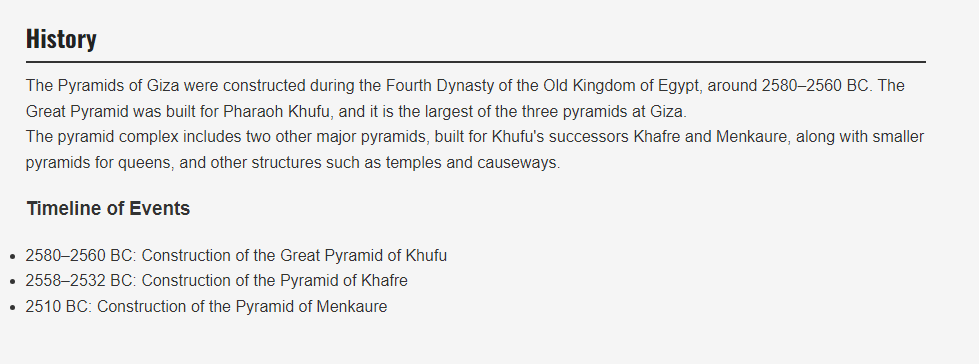 History
The Pyramids of Giza were constructed during the Fourth Dynasty of the Old Kingdom of Egypt, around 2580–2560 BC. The
Great Pyramid was built for Pharaoh Khufu, and it is the largest of the three pyramids at Giza.
The pyramid complex includes two other major pyramids, built for Khufu's successors Khafre and Menkaure, along with smaller
pyramids for queens, and other structures such as temples and causeways.
Timeline of Events
• 2580–2560 BC: Construction of the Great Pyramid of Khufu
• 2558–2532 BC: Construction of the Pyramid of Khafre
• 2510 BC: Construction of the Pyramid of Menkaure